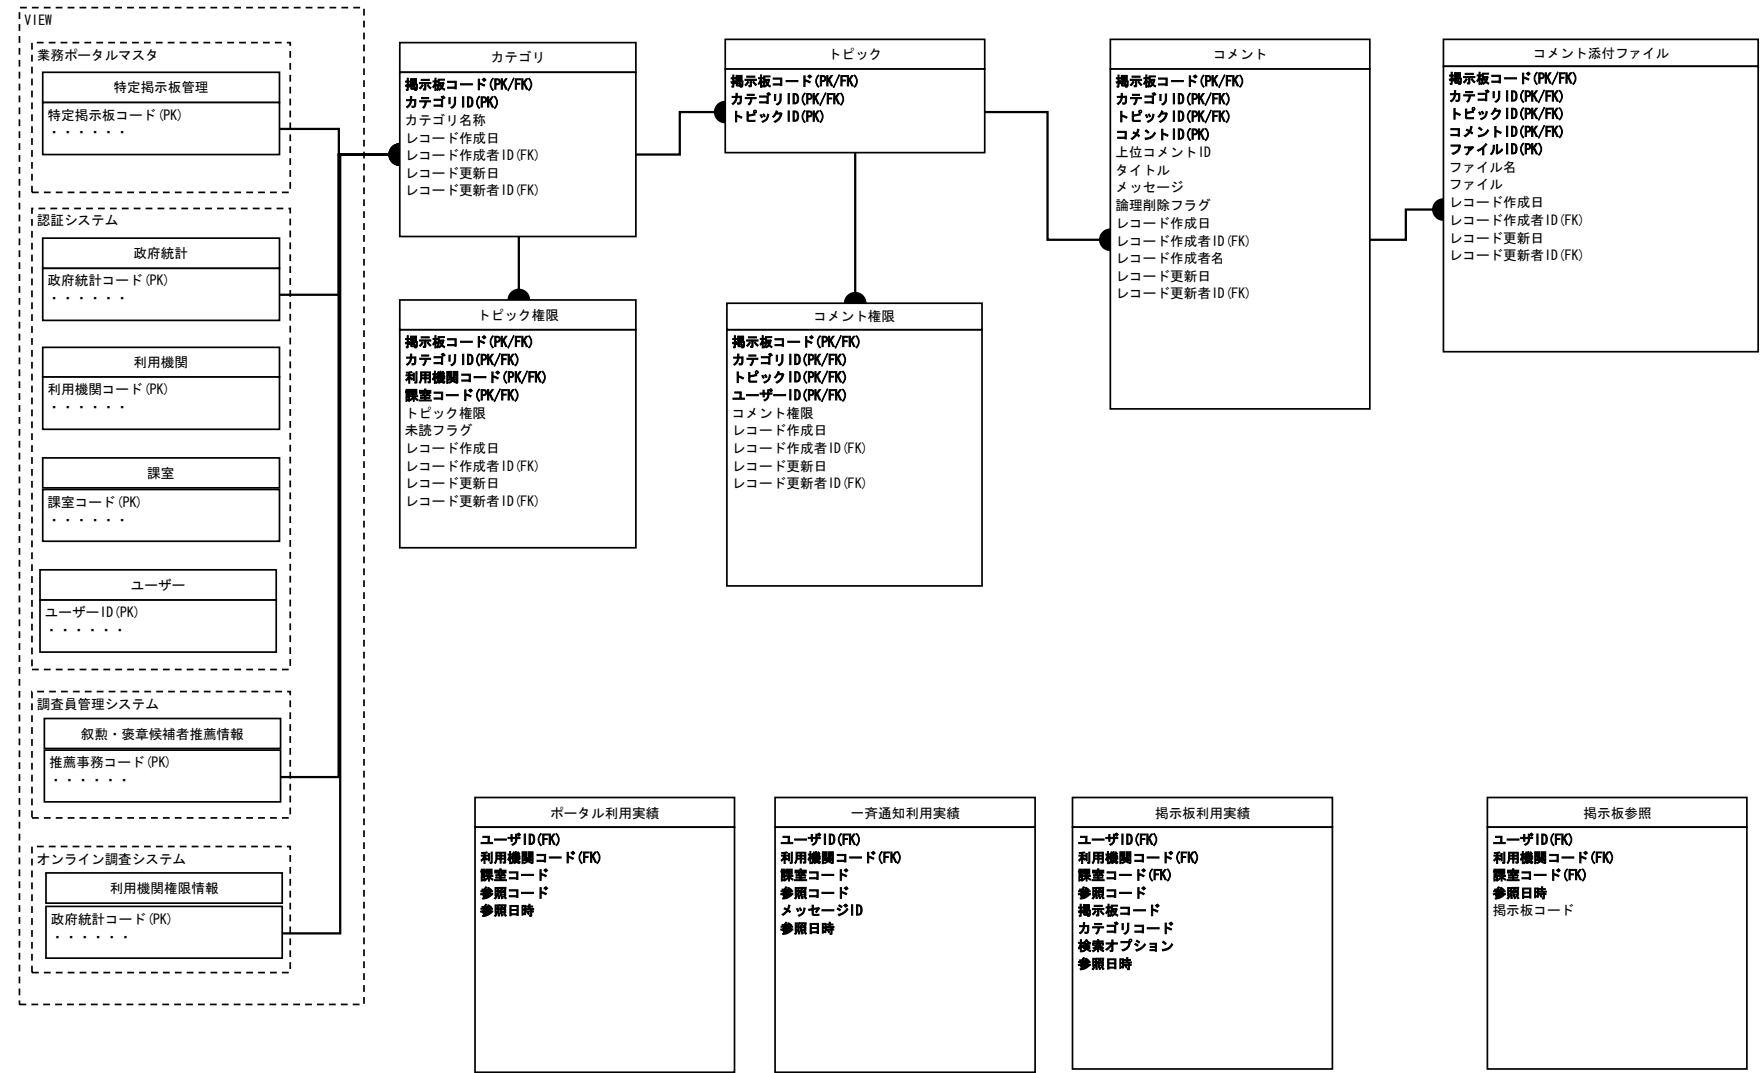 VIEW
業務ポータルマスタ
特定掲示板管理
特定掲示板コード(PK)
・・・・・・
認証システム
政府統計
政府統計コード(PK)
・・・・・・
利用機関
利用機関コード(PK)
・・・・・・
課室
課室コード(PK)
・・・・・・
ユーザー
ユーザーID(PK)
・・・・・・
調査員管理システム
叙勲・褒章候補者推薦情報
推薦事務コード(PK)
・・・・・・
オンライン調査システム
利用機関権限情報
政府統計コード(PK)
・・・・・・
カテゴリ
掲示板コード(PK/FK)
カテゴリID(PK)
カテゴリ名称
レコード作成日
レコード作成者ID(FK)
レコード更新日
レコード更新者ID(FK)
トピック
掲示板コード(PK/FK)
カテゴリID(PK/FK)
トピックID(PK)
コメント
掲示板コード(PK/FK)
カテゴリID(PK/FK)
トピックID(PK/FK)
コメントID(PK)
上位コメントID
タイトル
メッセージ
論理削除フラグ
レコード作成日
レコード作成者ID(FK)
レコード作成者名
レコード更新日
レコード更新者ID(FK)
コメント添付ファイル
掲示板コード(PK/FK)
カテゴリID(PK/FK)
トピックID(PK/FK)
コメントID(PK/FK)
ファイルID(PK)
ファイル名
ファイル
レコード作成日
レコード作成者ID(FK)
レコード更新日
レコード更新者ID(FK)
トピック権限
掲示板コード(PK/FK)
カテゴリID(PK/FK)
利用機関コード(PK/FK)
課室コード(PK/FK)
トピック権限
未読フラグ
レコード作成日
レコード作成者ID(FK)
レコード更新日
レコード更新者ID(FK)
コメント権限
掲示板コード(PK/FK)
カテゴリID(PK/FK)
トピックID(PK/FK)
ユーザーID(PK/FK)
コメント権限
レコード作成日
レコード作成者ID(FK)
レコード更新日
レコード更新者ID(FK)
ポータル利用実績
ユーザID(FK)
利用機関コード(FK)
課室コード
参照コード
参照日時
一斉通知利用実績
ユーザID(FK)
利用機関コード(FK)
課室コード
参照コード
メッセージID
参照日時
掲示板利用実績
ユーザID(FK)
利用機関コード(FK)
課室コード(FK)
参照コード
掲示板コード
カテゴリコード
検索オプション
参照日時
掲示板参照
ユーザID(FK)
利用機関コード(FK)
課室コード(FK)
参照日時
掲示板コード